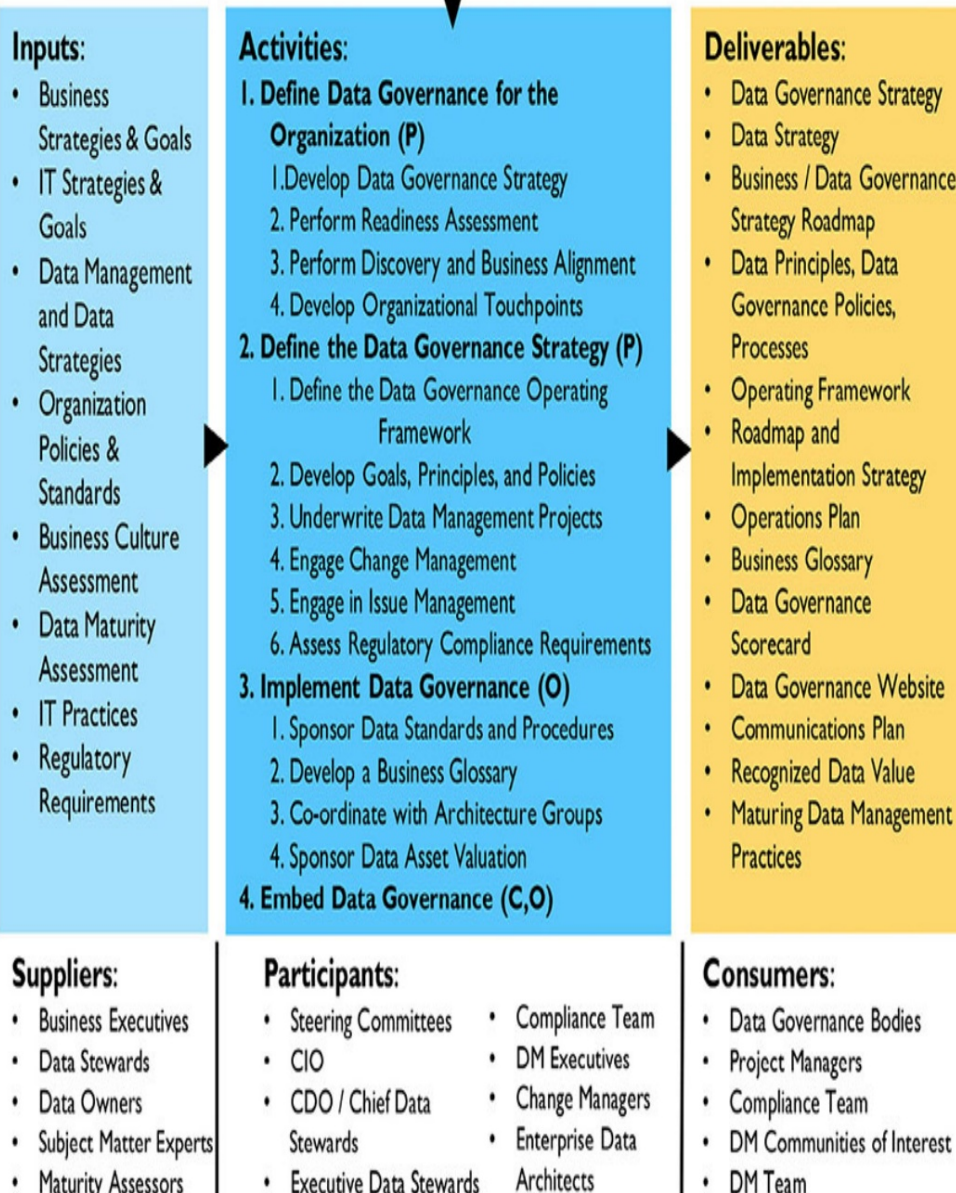 Inputs:
• Business
Strategies & Goals
• IT Strategies &
Goals
• Data Management
and Data
Strategies
• Organization
Policies &
Standards
• Business Culture
Assessment
• Data Maturity
Assessment
• IT Practices
• Regulatory
Requirements
Activities:
1. Define Data Governance for the
Organization (P)
1.Develop Data Governance Strategy
2. Perform Readiness Assessment
3. Perform Discovery and Business Alignment
4. Develop Organizational Touchpoints
2. Define the Data Governance Strategy (P)
1. Define the Data Governance Operating
Framework
2. Develop Goals, Principles, and Policies
3. Underwrite Data Management Projects
4. Engage Change Management
5. Engage in Issue Management
6. Assess Regulatory Compliance Requirements
3. Implement Data Governance (O)
1. Sponsor Data Standards and Procedures
2. Develop a Business Glossary
3. Co-ordinate with Architecture Groups
4. Sponsor Data Asset Valuation
4. Embed Data Governance (C,O)
Deliverables:
• Data Governance Strategy
• Data Strategy
• Business / Data Governance
Strategy Roadmap
• Data Principles, Data
Governance Policies,
Processes
• Operating Framework
• Roadmap and
Implementation Strategy
• Operations Plan
• Business Glossary
• Data Governance
Scorecard
• Data Governance Website
• Communications Plan
• Recognized Data Value
• Maturing Data Management
Practices
Suppliers:
• Business Executives
• Data Stewards
• Data Owners
• Subject Matter Experts
• Maturity Assessors
Participants:
• Steering Committees
• CIO
• CDO / Chief Data
Stewards
• Executive Data Stewards
• Compliance Team
• DM Executives
• Change Managers
• Enterprise Data
Architects
Consumers:
• Data Governance Bodies
• Project Managers
• Compliance Team
• DM Communities of Interest
• DM Team